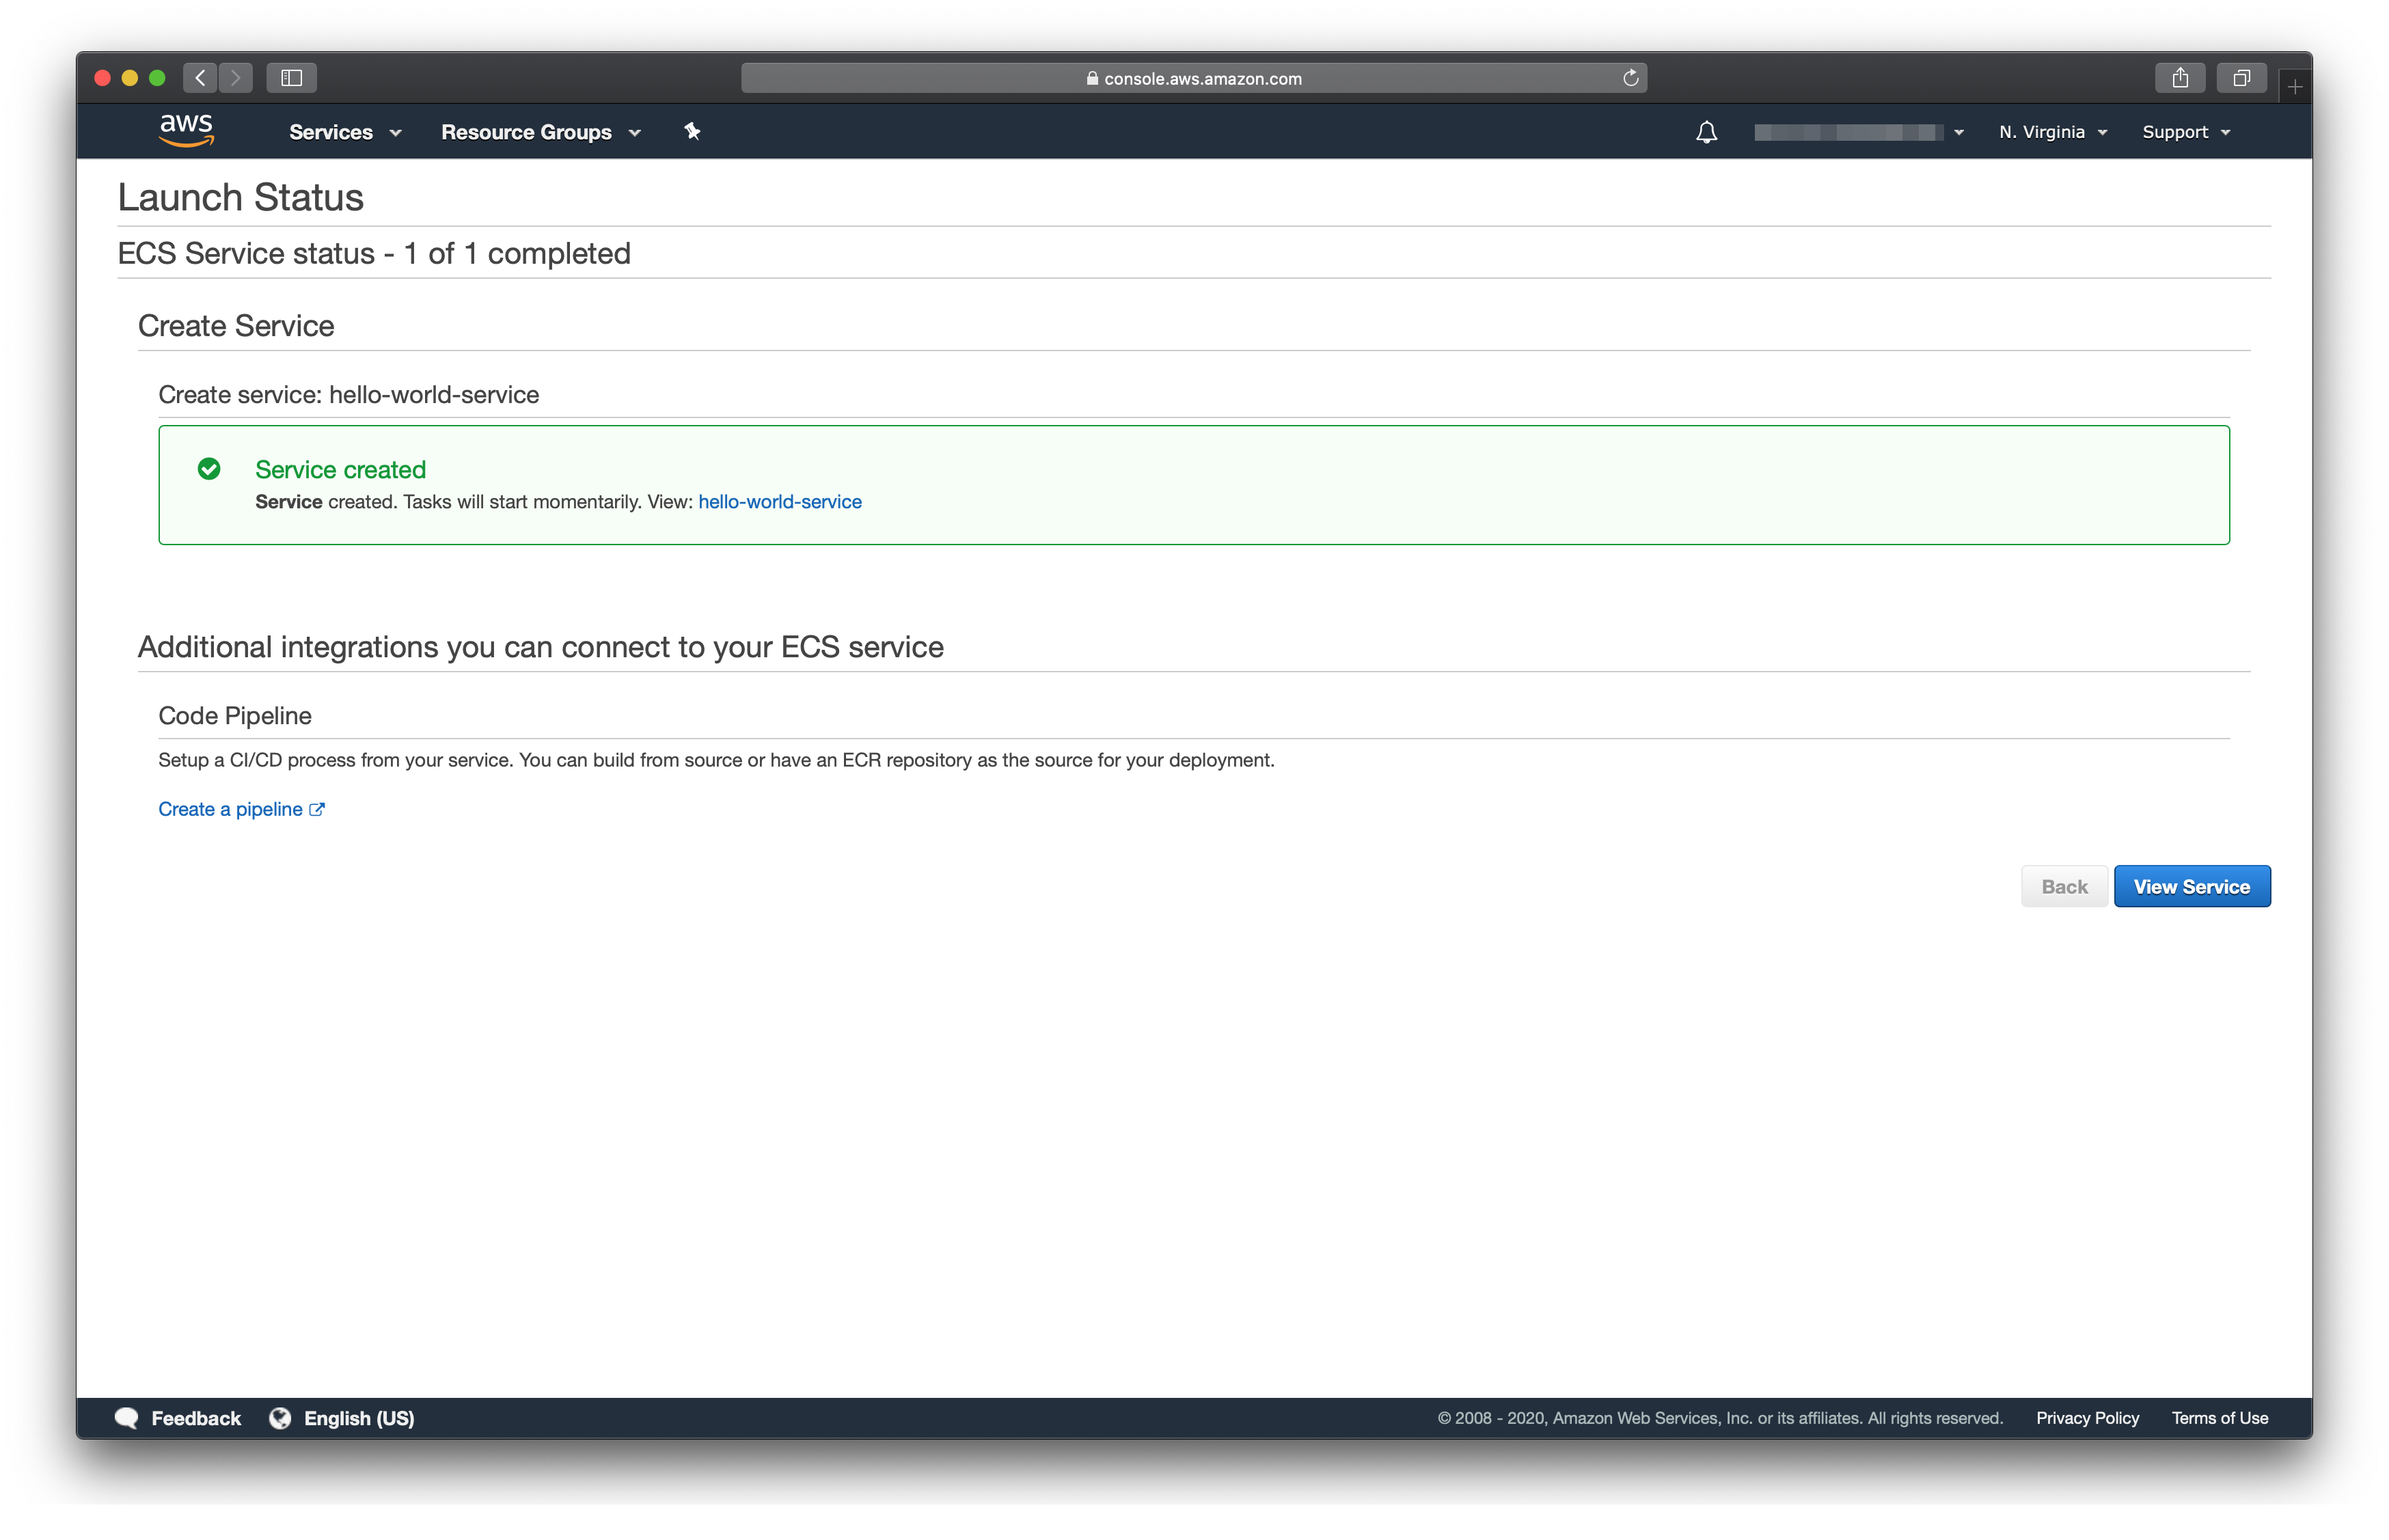 console.aws.amazon.com
aws Services Resource Groups N. Virginia Support
Launch Status
ECS Service status - 1 of 1 completed
Create Service
Create service: hello-world-service
Service created
Service created. Tasks will start momentarily. View: hello-world-service
Additional integrations you can connect to your ECS service
Code Pipeline
Setup a CI/CD process from your service. You can build from source or have an ECR repository as the source for your deployment.
Create a pipeline
Back View Service
Feedback English (US) © 2008 - 2020, Amazon Web Services, Inc. or its affiliates. All rights reserved. Privacy Policy Terms of Use